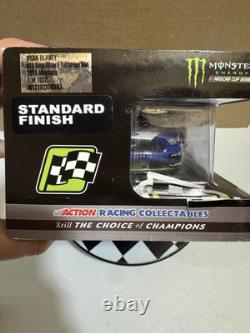 RYAN BLANEY
MONSTER
ENERGY
NASCAR CUP SERIES
STANDARD
FINISH
ACTION RACING COLLECTABLES
Still THE CHOICE of CHAMPIONS